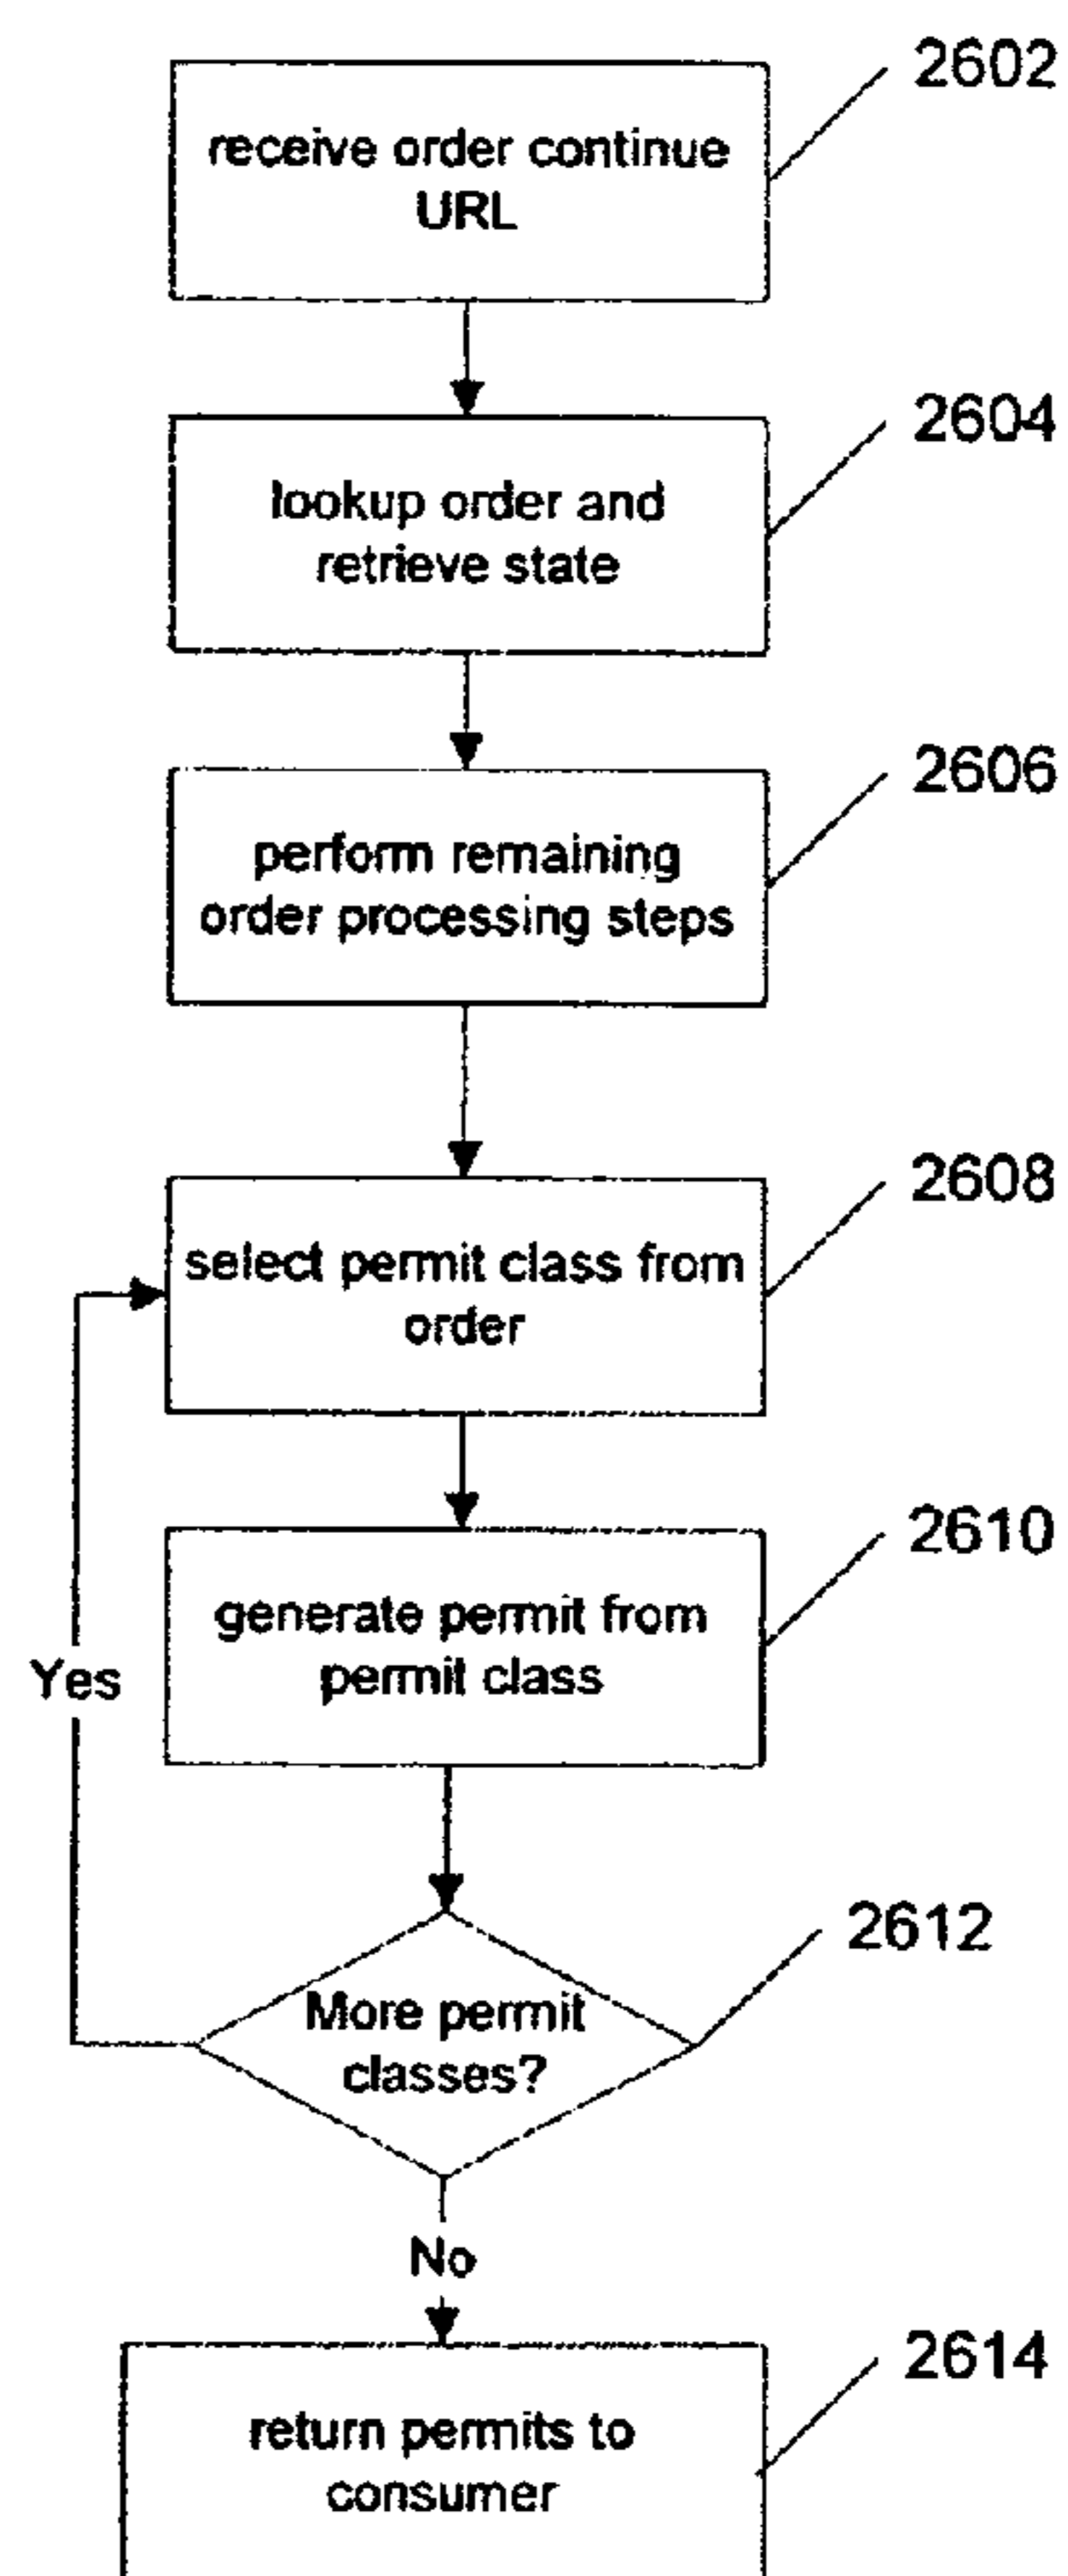 2602
receive order continue
URL
2604
lookup order and
retrieve state
2606
perform remaining
order processing steps
2608
select permit class from
order
2610
generate permit from
permit class
Yes
2612
More permit
classes?
No
2614
return permits to
consumer